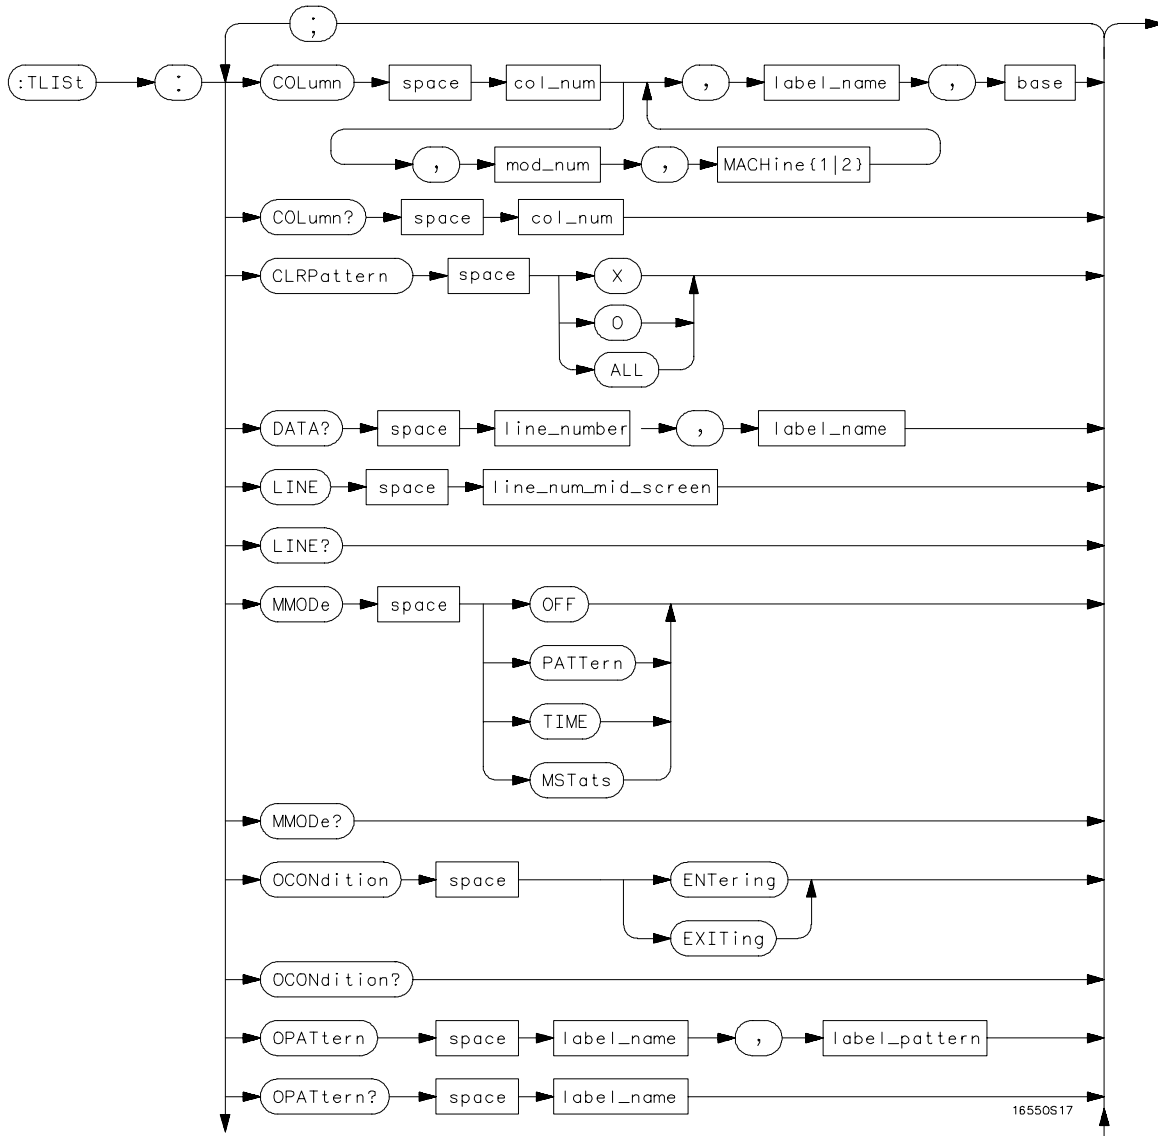 ;
:TLISt : COLumn space col_num , label_name , base
, mod_num , MACHine{1|2}
COLumn? space col_num
CLRPattern space X
O
ALL
DATA? space line_number , label_name
LINE space line_num_mid_screen
LINE?
MMODe space OFF
PATTern
TIME
MSTats
MMODe?
OCONdition space ENTering
EXITing
OCONdition?
OPATtern space label_name , label_pattern
OPATtern? space label_name
16550S17